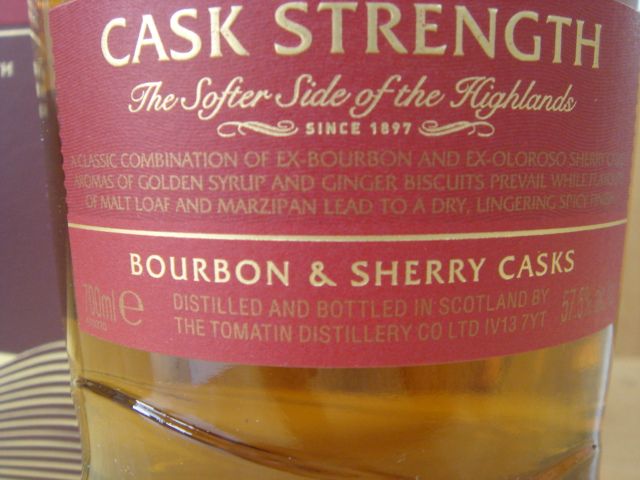 CASK STRENGTH
The Softer Side of the Highlands
SINCE 1897
A CLASSIC COMBINATION OF EX-BOURBON AND EX-OLOROSO SHERRY
AROMAS OF GOLDEN SYRUP AND GINGER BISCUITS PREVAIL WHILE
OF MALT LOAF AND MARZIPAN LEAD TO A DRY, LINGERING SPICY
BOURBON & SHERRY CASKS
700ml e
DISTILLED AND BOTTLED IN SCOTLAND BY
THE TOMATIN DISTILLERY CO LTD IV13 7YT
57.5%